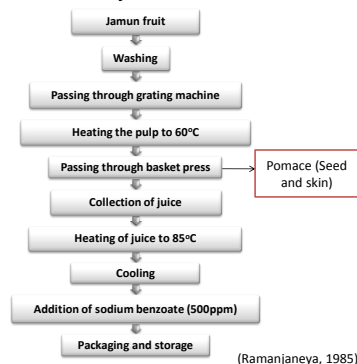 Jamun fruit
Washing
Passing through grating machine
Heating the pulp to 60°C
Passing through basket press
Pomace (Seed
and skin)
Collection of juice
Heating of juice to 85°C
Cooling
Addition of sodium benzoate (500ppm)
Packaging and storage
(Ramanjaneya, 1985)